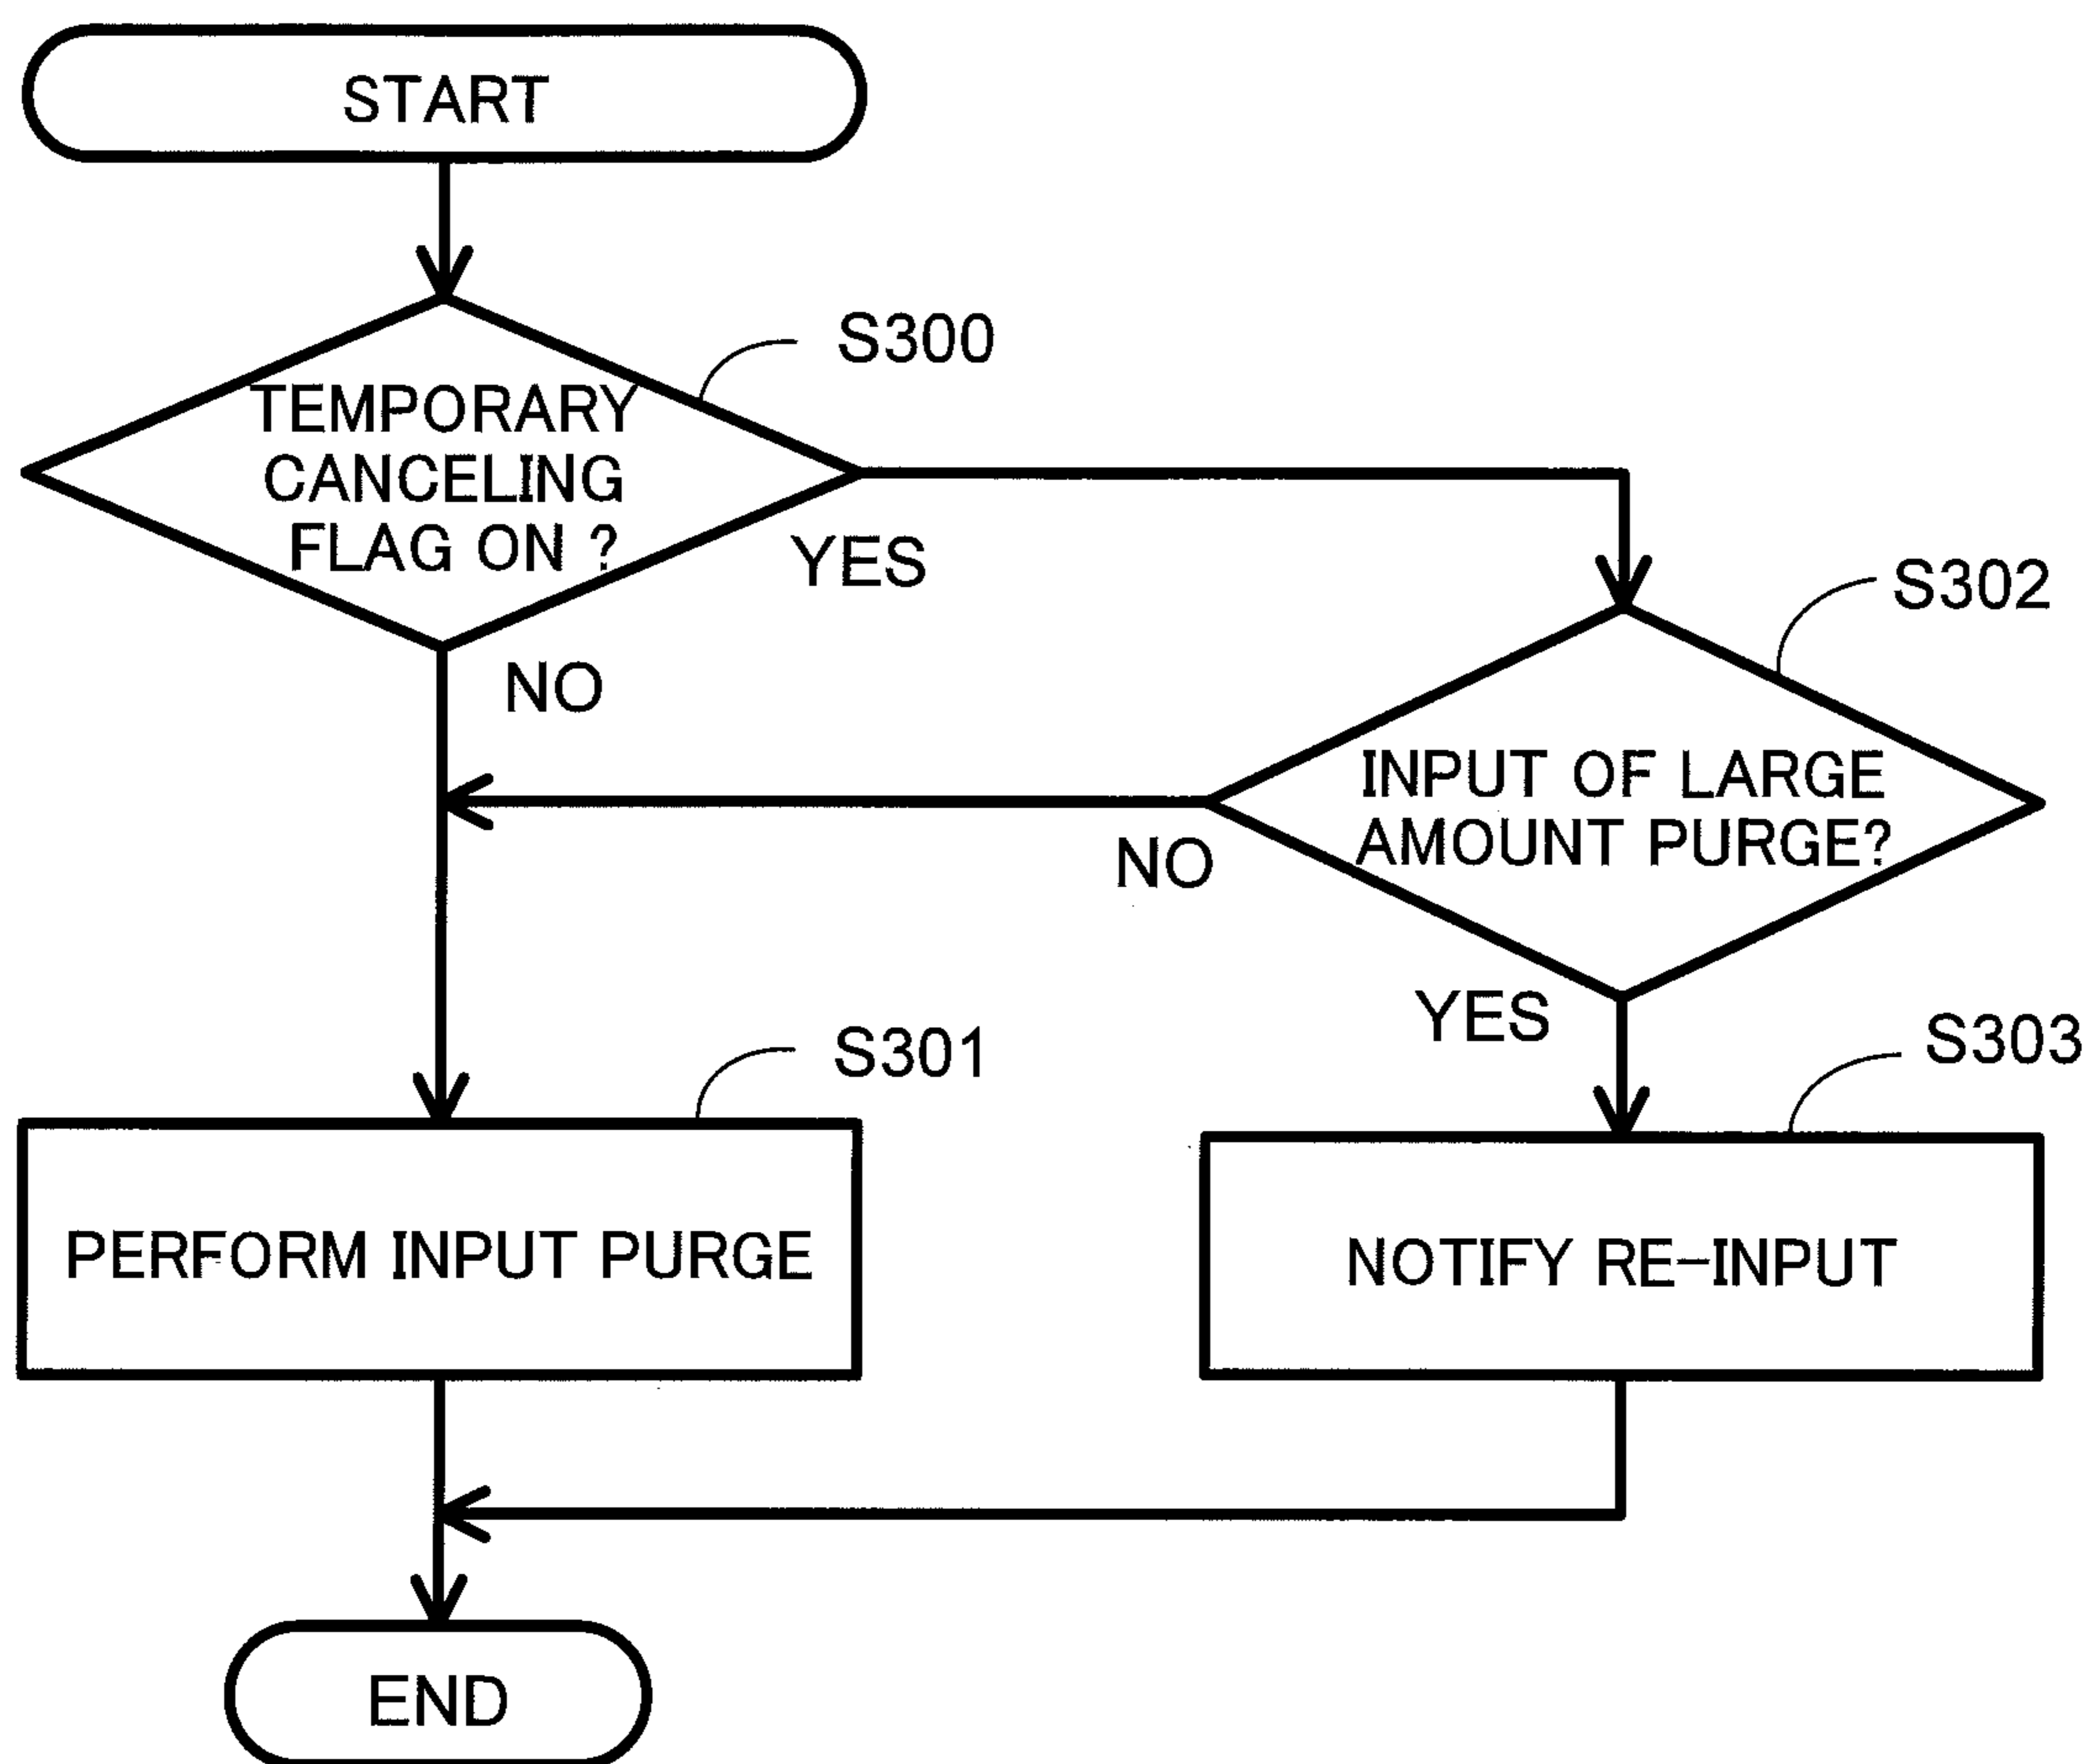 START
S300
TEMPORARY
CANCELING
FLAG ON ?
YES
NO
S302
INPUT OF LARGE
AMOUNT PURGE?
NO
YES
S301
S303
PERFORM INPUT PURGE
NOTIFY RE-INPUT
END